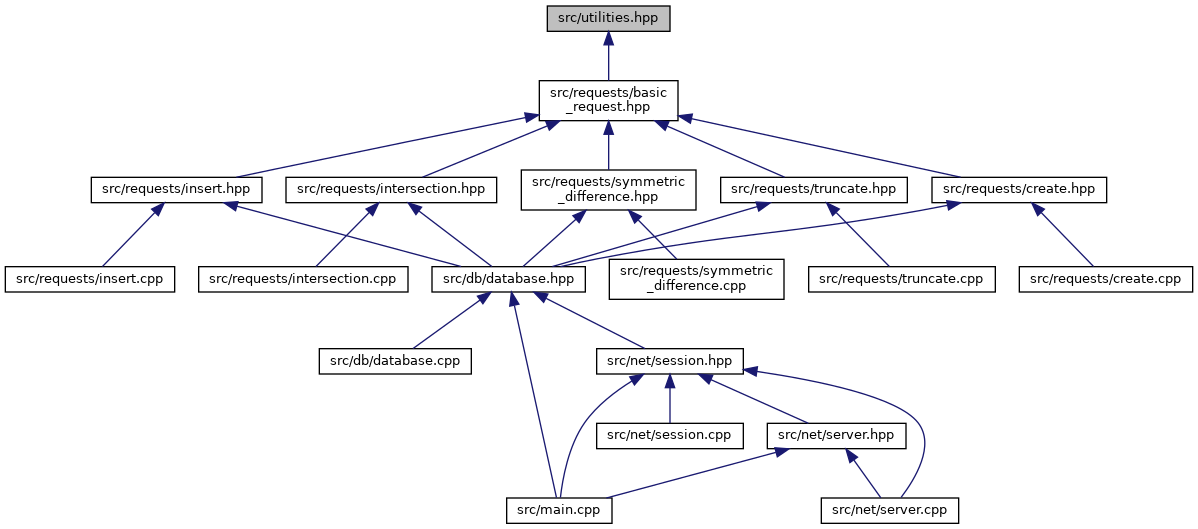 src/utilities.hpp
src/requests/basic
_request.hpp
src/requests/insert.hpp
src/requests/intersection.hpp
src/requests/symmetric
_difference.hpp
src/requests/truncate.hpp
src/requests/create.hpp
src/requests/insert.cpp
src/requests/intersection.cpp
src/db/database.hpp
src/requests/symmetric
_difference.cpp
src/requests/truncate.cpp
src/requests/create.cpp
src/db/database.cpp
src/net/session.hpp
src/net/session.cpp
src/net/server.hpp
src/main.cpp
src/net/server.cpp